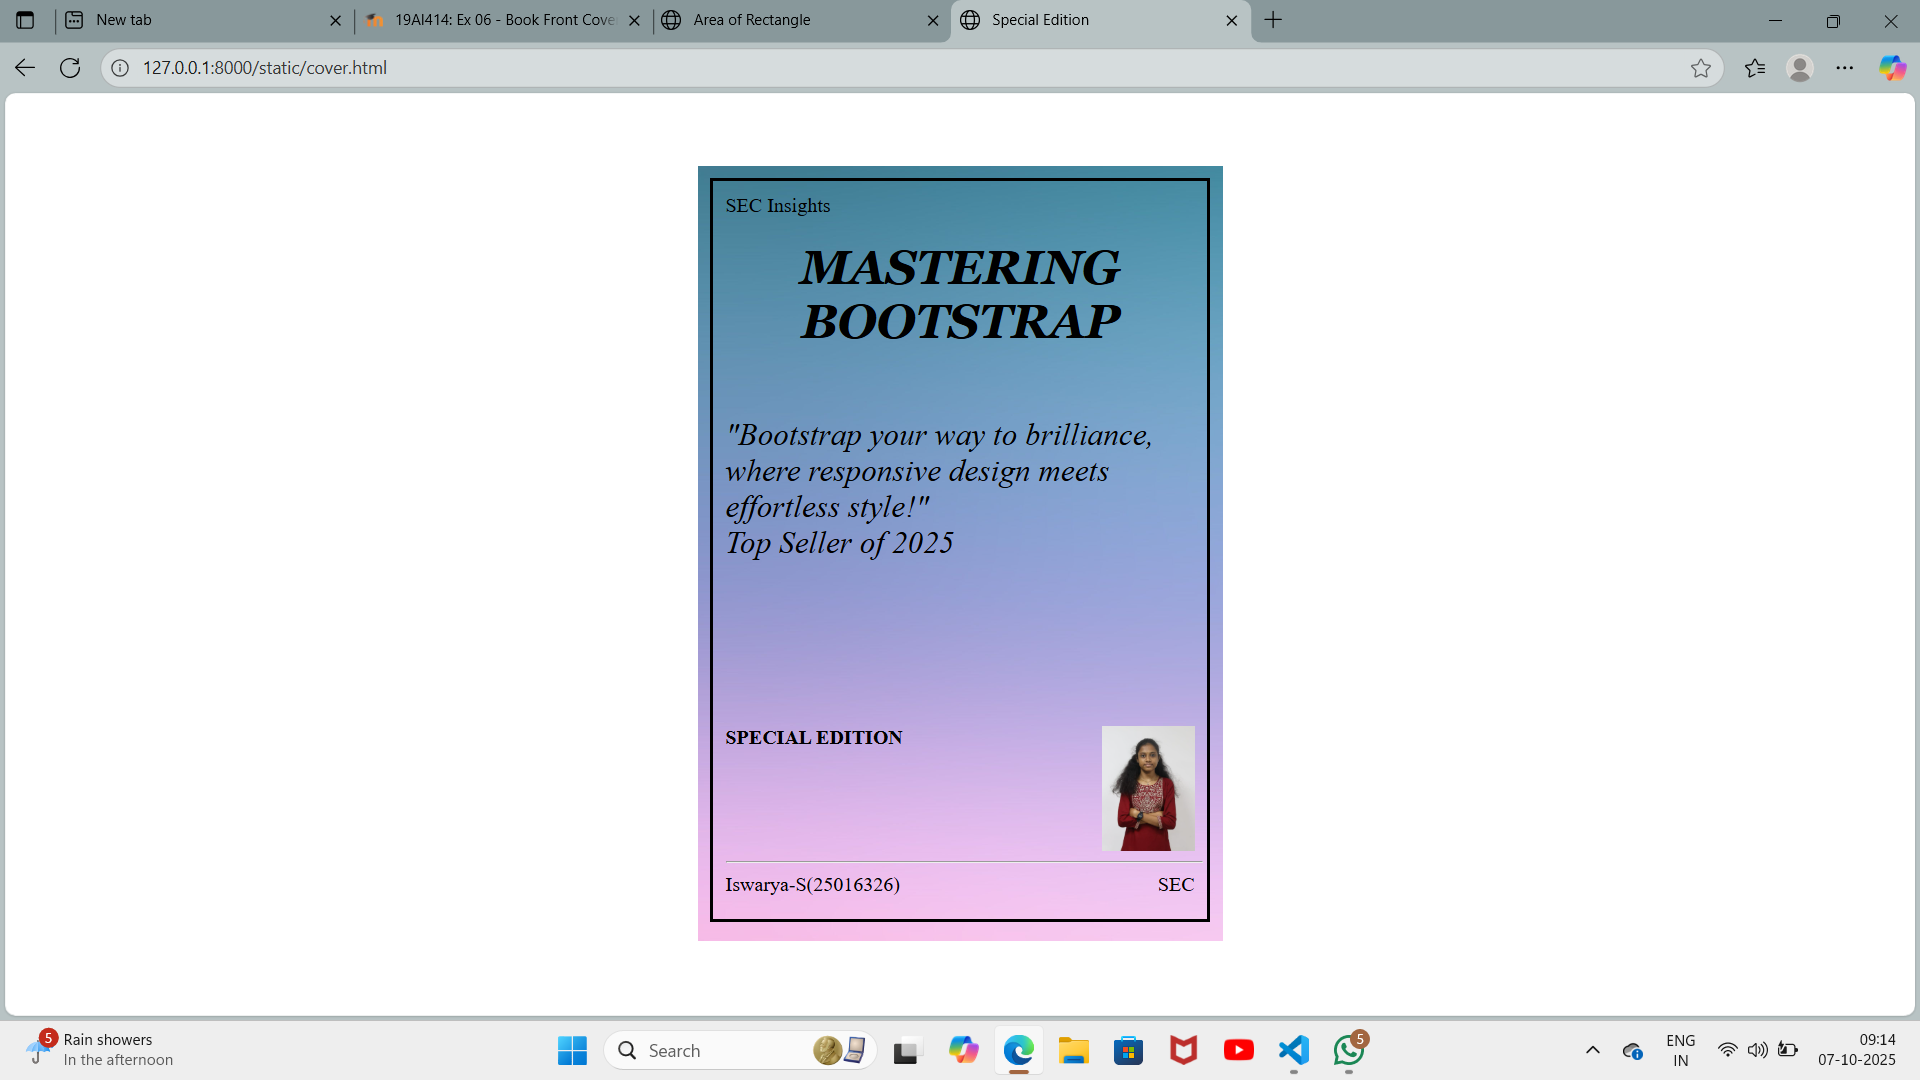 New tab
19AI414: Ex 06 - Book Front Cove
Area of Rectangle
Special Edition
127.0.0.1:8000/static/cover.html
SEC Insights
MASTERING
BOOTSTRAP
"Bootstrap your way to brilliance,
where responsive design meets
effortless style!"
Top Seller of 2025
SPECIAL EDITION
Iswarya-S(25016326)
SEC
5
Rain showers
In the afternoon
Search
5
ENG
IN
09:14
07-10-2025